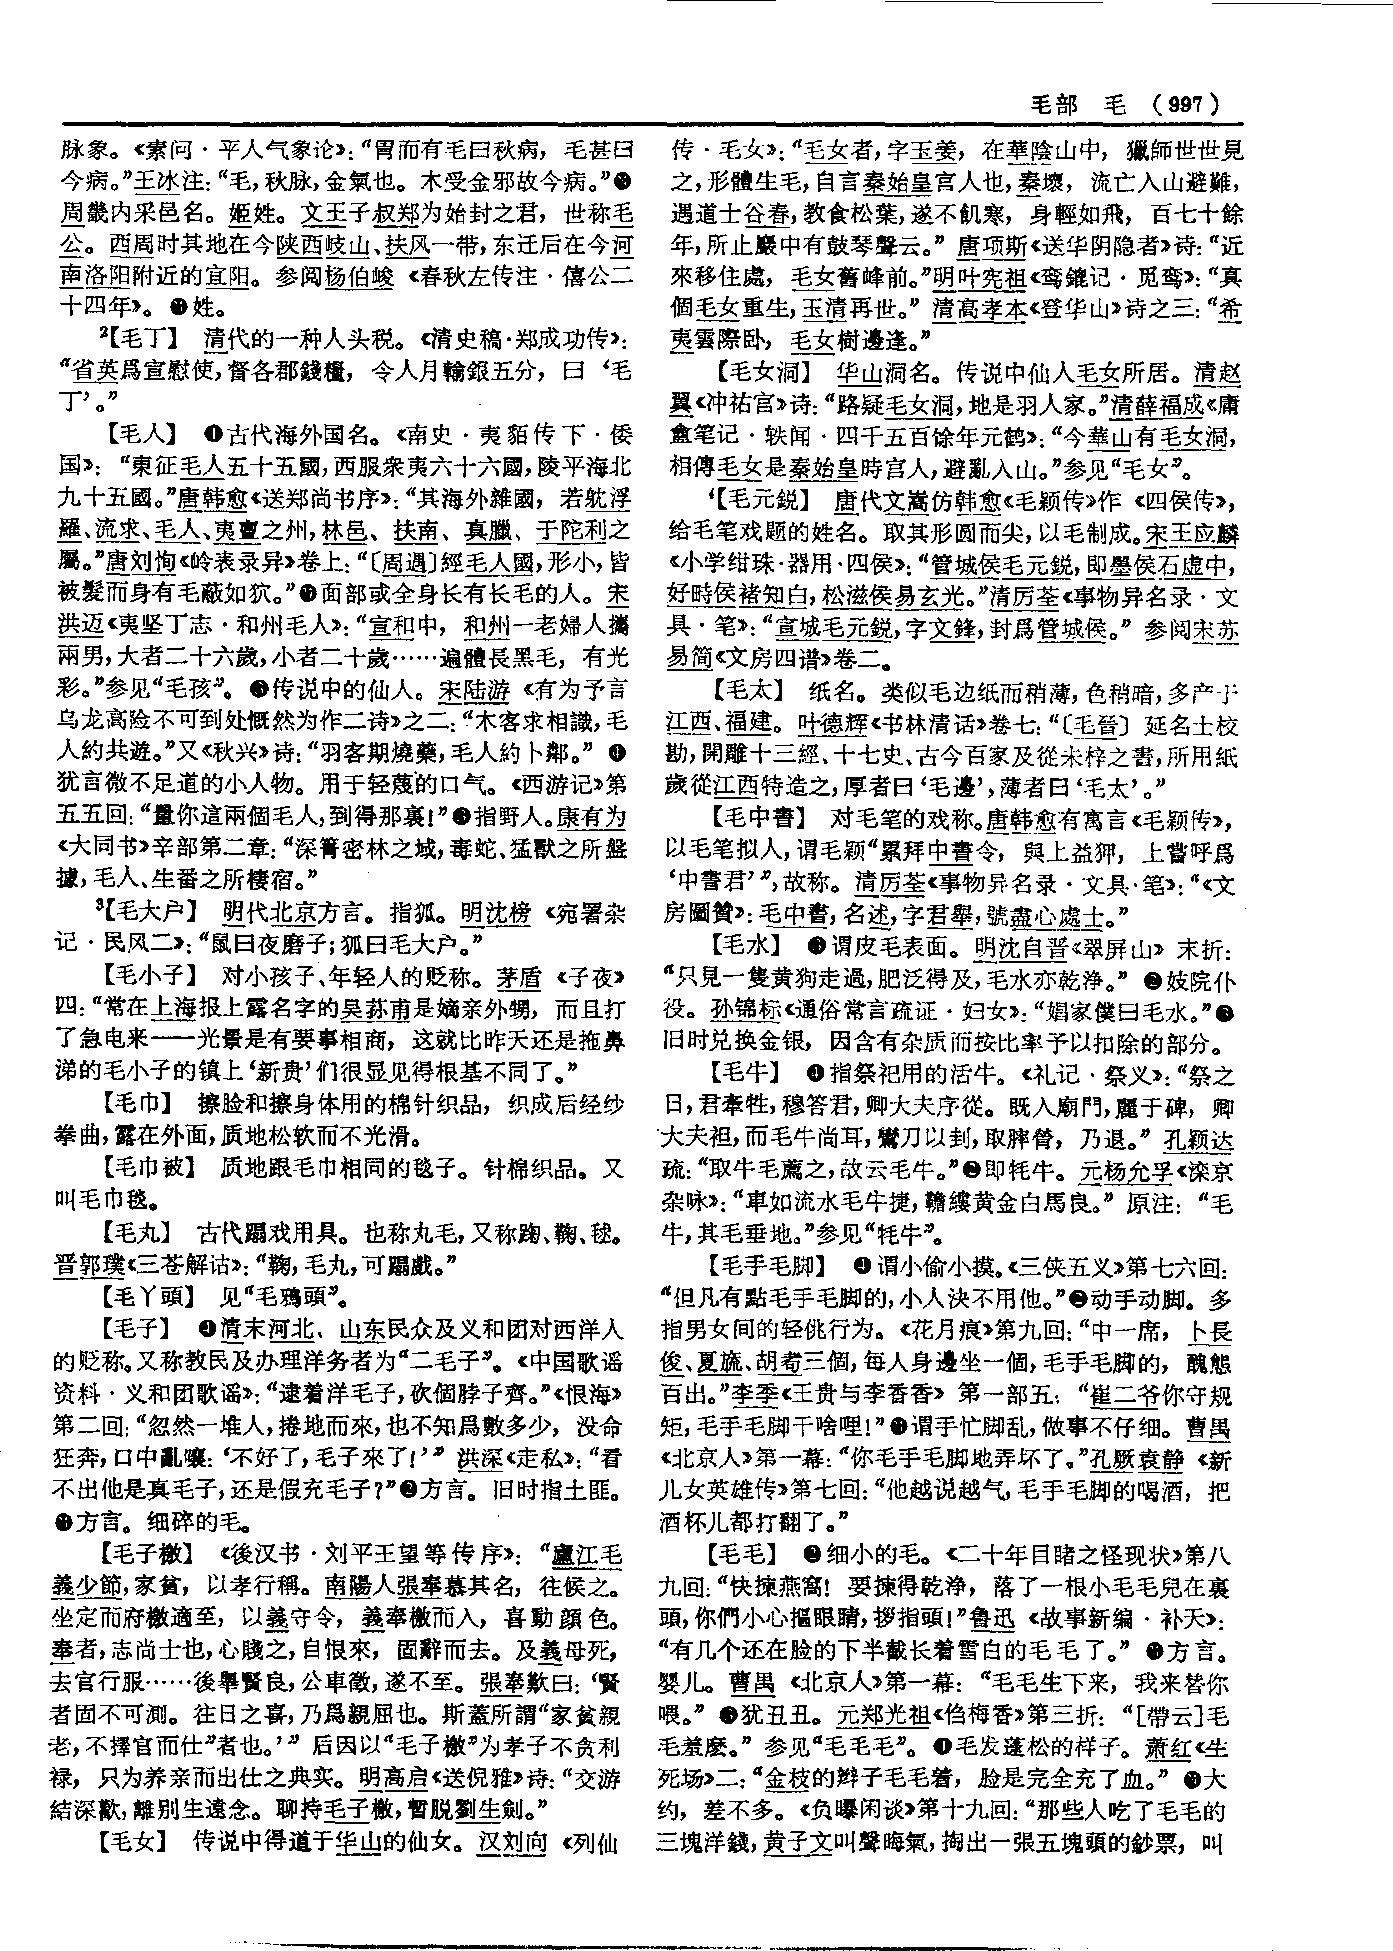 毛部 毛 (997)
脉象。《素问·平人气象论》：“胃而有毛曰秋病，毛甚曰
今病。”王冰注：“毛，秋脉，金氣也。木受金邪故今病。”
周畿内采邑名。姬姓。文王子叔郑为始封之君，世称毛
公。西周时其地在今陕西岐山、扶风一带，东迁后在今河
南洛阳附近的宜阳。参阅杨伯峻《春秋左传注·僖公二
十四年》。姓。
²【毛丁】 清代的一种人头税。《清史稿·郑成功传》：
“省英爲宣慰使，督各郡錢糧，令人月輸銀五分，曰‘毛
丁’。”
【毛人】 ❶古代海外国名。《南史·夷貊传下·倭
国》：“東征毛人五十五國，西服衆夷六十六國，陵平海北
九十五國。”唐韩愈《送郑尚书序》：“其海外雜國，若躭浮
羅、流求、毛人、夷亶之州，林邑、扶南、真臘、于陀利之
屬。”唐刘恂《岭表录异》卷上：“〔周遇〕經毛人國，形小，皆
被髮而身有毛蔽如狖。”❷面部或全身长有长毛的人。宋
洪迈《夷坚丁志·和州毛人》：“宣和中，和州一老婦人攜
兩男，大者二十六歲，小者二十歲……遍體長黑毛，有光
彩。”参见“毛孩”。❸传说中的仙人。宋陆游《有为予言
乌龙高险不可到处慨然为作二诗》之二：“木客求相識，毛
人約共遊。”又《秋兴》诗：“羽客期燒藥，毛人約卜鄰。”❹
犹言微不足道的小人物。用于轻蔑的口气。《西游记》第
五五回：“量你這兩個毛人，到得那裏！”❺指野人。康有为
《大同书》辛部第二章：“深箐密林之域，毒蛇、猛獸之所盤
據，毛人、生番之所棲宿。”
³【毛大户】 明代北京方言。指狐。明沈榜《宛署杂
记·民风二》：“鼠曰夜磨子；狐曰毛大户。”
【毛小子】 对小孩子、年轻人的贬称。茅盾《子夜》
四：“常在上海报上露名字的吴荪甫是嫡亲外甥，而且打
了急电来——光景是有要事相商，这就比昨天还是拖鼻
涕的毛小子的镇上‘新贵’们很显见得根基不同了。”
【毛巾】 擦脸和擦身体用的棉针织品，织成后经纱
拳曲，露在外面，质地松软而不光滑。
【毛巾被】 质地跟毛巾相同的毯子。针棉织品。又
叫毛巾毯。
【毛丸】 古代蹋戏用具。也称丸毛，又称踘、鞠、毬。
晋郭璞《三苍解诂》：“鞠，毛丸，可蹋戲。”
【毛丫頭】 见“毛鴉頭”。
【毛子】 ❶清末河北、山东民众及义和团对西洋人
的贬称。又称教民及办理洋务者为“二毛子”。《中国歌谣
资料·义和团歌谣》：“逮着洋毛子，砍個脖子齊。”《恨海》
第二回：“忽然一堆人，捲地而來，也不知爲數多少，没命
狂奔，口中亂嚷：‘不好了，毛子來了！’”洪深《走私》：“看
不出他是真毛子，还是假充毛子？”❷方言。旧时指土匪。
❸方言。细碎的毛。
【毛子檄】 《後汉书·刘平王望等传序》：“廬江毛
義少節，家貧，以孝行稱。南陽人張奉慕其名，往候之。
坐定而府檄適至，以義守令，義奉檄而入，喜動顔色。
奉者，志尚士也，心賤之，自恨來，固辭而去。及義母死，
去官行服……後舉賢良，公車徵，遂不至。張奉歎曰：‘賢
者固不可測。往日之喜，乃爲親屈也。斯蓋所謂“家貧親
老，不擇官而仕”者也。’”后因以“毛子檄”为孝子不贪利
禄，只为养亲而出仕之典实。明高启《送倪雅》诗：“交游
結深歡，離别生遠念。聊持毛子檄，暫脱劉生劍。”
【毛女】 传说中得道于华山的仙女。汉刘向《列仙
传·毛女》：“毛女者，字玉姜，在華陰山中，獵師世世見
之，形體生毛，自言秦始皇宫人也，秦壞，流亡入山避難，
遇道士谷春，教食松葉，遂不飢寒，身輕如飛，百七十餘
年，所止巖中有鼓琴聲云。”唐项斯《送华阴隐者》诗：“近
來移住處，毛女舊峰前。”明叶宪祖《鸾鎞记·觅鸾》：“真
個毛女重生，玉清再世。”清高孝本《登华山》诗之三：“希
夷雲際卧，毛女樹邊逢。”
【毛女洞】 华山洞名。传说中仙人毛女所居。清赵
翼《冲祐宫》诗：“路疑毛女洞，地是羽人家。”清薛福成《庸
盦笔记·轶闻·四千五百馀年元鹤》：“今華山有毛女洞，
相傳毛女是秦始皇時宫人，避亂入山。”参见“毛女”。
⁴【毛元鋭】 唐代文嵩仿韩愈《毛颖传》作《四侯传》，
给毛笔戏题的姓名。取其形圆而尖，以毛制成。宋王应麟
《小学绀珠·器用·四侯》：“管城侯毛元鋭，即墨侯石虚中，
好畤侯褚知白，松滋侯易玄光。”清厉荃《事物异名录·文
具·笔》：“宣城毛元鋭，字文鋒，封爲管城侯。”参阅宋苏
易简《文房四谱》卷二。
【毛太】 纸名。类似毛边纸而稍薄，色稍暗，多产于
江西、福建。叶德辉《书林清话》卷七：“〔毛晉〕延名士校
勘，開雕十三經、十七史、古今百家及從未梓之書，所用紙
歲從江西特造之，厚者曰‘毛邊’，薄者曰‘毛太’。”
【毛中書】 对毛笔的戏称。唐韩愈有寓言《毛颖传》，
以毛笔拟人，谓毛颖“累拜中書令，與上益狎，上嘗呼爲
‘中書君’”，故称。清厉荃《事物异名录·文具·笔》：“《文
房圖贊》：毛中書，名述，字君舉，號盡心處士。”
【毛水】 ❶谓皮毛表面。明沈自晋《翠屏山》末折：
“只見一隻黄狗走過，肥泛得及，毛水亦乾浄。”❷妓院仆
役。孙锦标《通俗常言疏证·妇女》：“娼家僕曰毛水。”❸
旧时兑换金银，因含有杂质而按比率予以扣除的部分。
【毛牛】 ❶指祭祀用的活牛。《礼记·祭义》：“祭之
日，君牽牲，穆答君，卿大夫序從。既入廟門，麗于碑，卿
大夫袒，而毛牛尚耳，鸞刀以刲，取膟膋，乃退。”孔颖达
疏：“取牛毛薦之，故云毛牛。”❷即牦牛。元杨允孚《滦京
杂咏》：“車如流水毛牛捷，韂縷黄金白馬良。”原注：“毛
牛，其毛垂地。”参见“牦牛”。
【毛手毛脚】 ❶谓小偷小摸。《三侠五义》第七六回：
“但凡有點毛手毛脚的，小人決不用他。”❷动手动脚。多
指男女间的轻佻行为。《花月痕》第九回：“中一席，卜長
俊、夏旒、胡耇三個，每人身邊坐一個，毛手毛脚的，醜態
百出。”李季《王贵与李香香》第一部五：“崔二爷你守规
矩，毛手毛脚干啥哩！”❸谓手忙脚乱，做事不仔细。曹禺
《北京人》第一幕：“你毛手毛脚地弄坏了。”孔厥袁静《新
儿女英雄传》第七回：“他越说越气，毛手毛脚的喝酒，把
酒杯儿都打翻了。”
【毛毛】 ❶细小的毛。《二十年目睹之怪现状》第八
九回：“快揀燕窩！要揀得乾浄，落了一根小毛毛兒在裏
頭，你們小心摳眼睛，拶指頭！”鲁迅《故事新编·补天》：
“有几个还在脸的下半截长着雪白的毛毛了。”❷方言。
婴儿。曹禺《北京人》第一幕：“毛毛生下来，我来替你
喂。”❸犹丑丑。元郑光祖《㑇梅香》第三折：“［帶云］毛
毛羞麽。”参见“毛毛毛”。❹毛发蓬松的样子。萧红《生
死场》二：“金枝的辫子毛毛着，脸是完全充了血。”❺大
约，差不多。《负曝闲谈》第十九回：“那些人吃了毛毛的
三塊洋錢，黄子文叫聲晦氣，掏出一張五塊頭的鈔票，叫